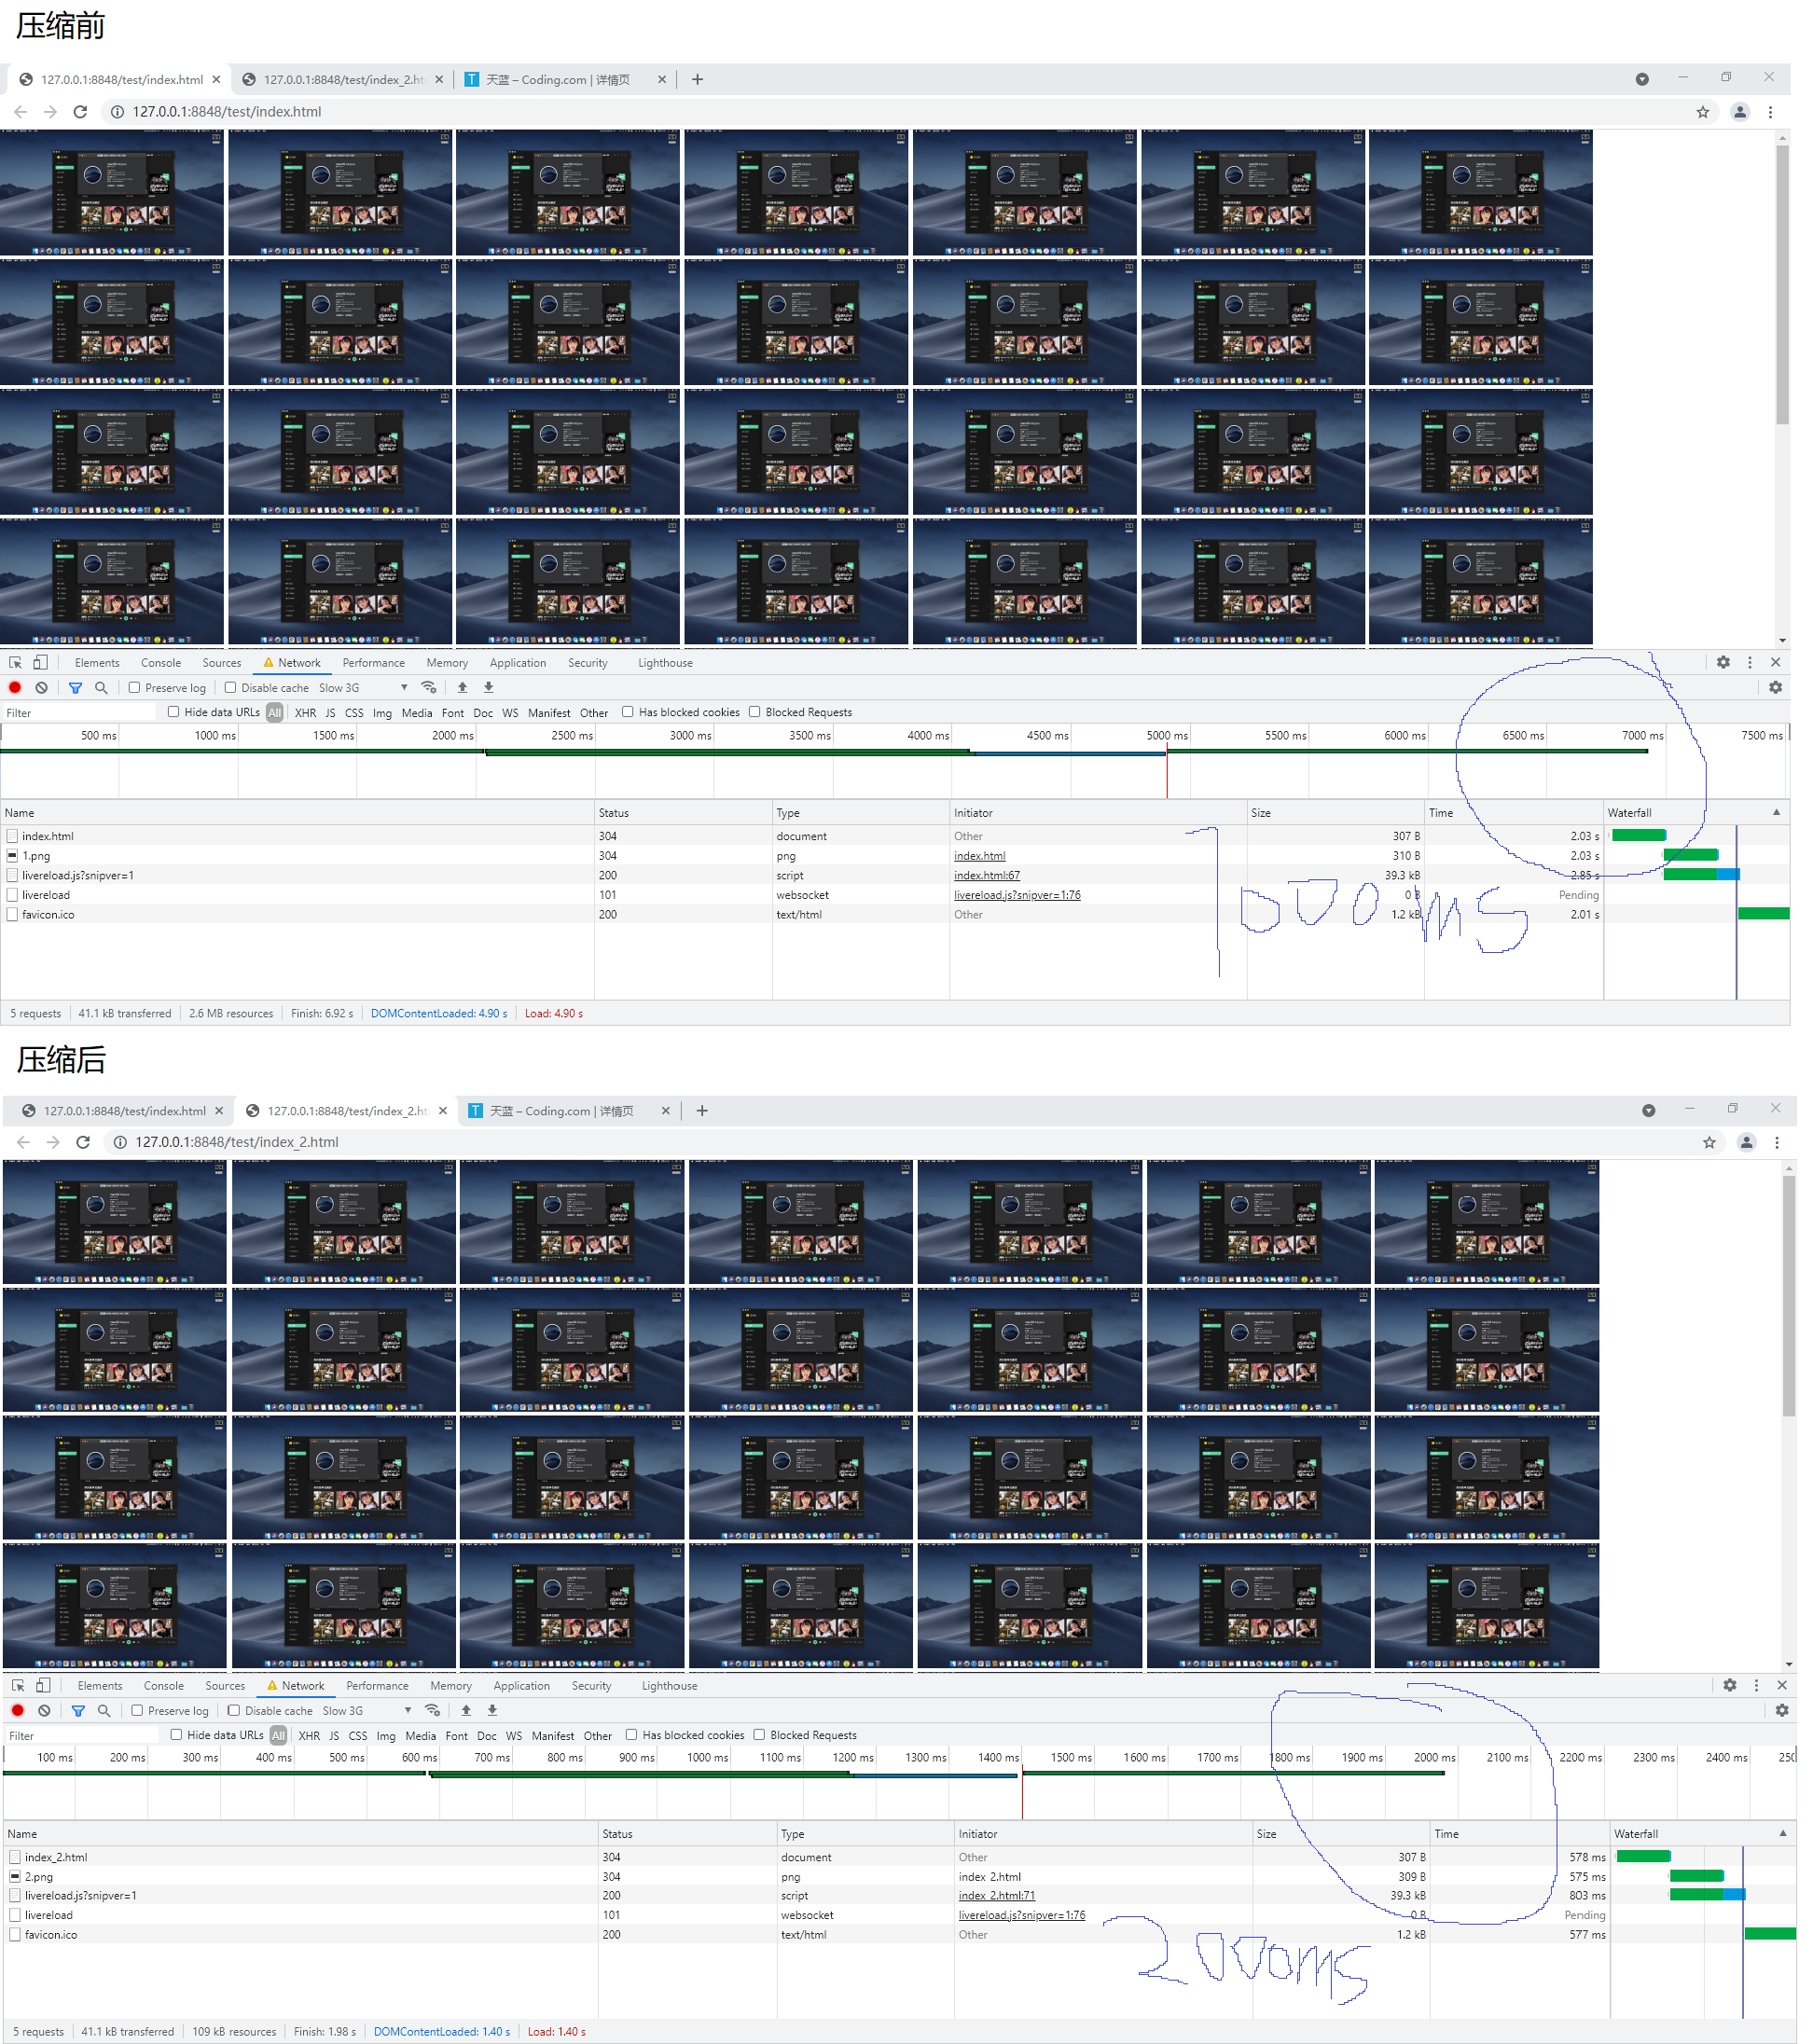 压缩前
127.0.0.1:8848/test/index.html 127.0.0.1:8848/test/index_2.ht 天蓝 – Coding.com | 详情页
127.0.0.1:8848/test/index.html
Elements Console Sources Network Performance Memory Application Security Lighthouse
Preserve log Disable cache Slow 3G
Filter Hide data URLs All XHR JS CSS Img Media Font Doc WS Manifest Other Has blocked cookies Blocked Requests
500 ms 1000 ms 1500 ms 2000 ms 2500 ms 3000 ms 3500 ms 4000 ms 4500 ms 5000 ms 5500 ms 6000 ms 6500 ms 7000 ms 7500 ms
Name Status Type Initiator Size Time Waterfall
index.html 304 document Other 307 B 2.03 s
1.png 304 png index.html 310 B 2.03 s
livereload.js?snipver=1 200 script index.html:67 39.3 kB 2.85 s
livereload 101 websocket livereload.js?snipver=1:76 0 B Pending
favicon.ico 200 text/html Other 1.2 kB 2.01 s
5 requests 41.1 kB transferred 2.6 MB resources Finish: 6.92 s DOMContentLoaded: 4.90 s Load: 4.90 s
压缩后
127.0.0.1:8848/test/index.html 127.0.0.1:8848/test/index_2.ht 天蓝 – Coding.com | 详情页
127.0.0.1:8848/test/index_2.html
Elements Console Sources Network Performance Memory Application Security Lighthouse
Preserve log Disable cache Slow 3G
Filter Hide data URLs All XHR JS CSS Img Media Font Doc WS Manifest Other Has blocked cookies Blocked Requests
100 ms 200 ms 300 ms 400 ms 500 ms 600 ms 700 ms 800 ms 900 ms 1000 ms 1100 ms 1200 ms 1300 ms 1400 ms 1500 ms 1600 ms 1700 ms 1800 ms 1900 ms 2000 ms 2100 ms 2200 ms 2300 ms 2400 ms 250
Name Status Type Initiator Size Time Waterfall
index_2.html 304 document Other 307 B 578 ms
2.png 304 png index 2.html 309 B 575 ms
livereload.js?snipver=1 200 script index 2.html:71 39.3 kB 803 ms
livereload 101 websocket livereload.js?snipver=1:76 0 B Pending
favicon.ico 200 text/html Other 1.2 kB 577 ms
2000ms
5 requests 41.1 kB transferred 109 kB resources Finish: 1.98 s DOMContentLoaded: 1.40 s Load: 1.40 s